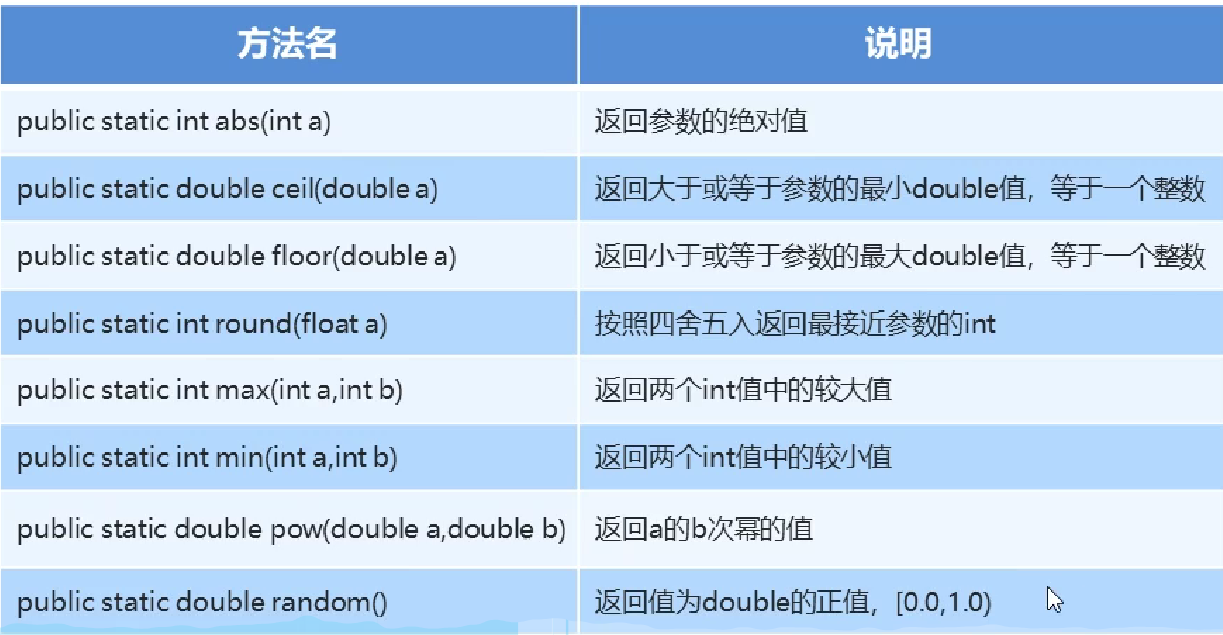 方法名 说明
public static int abs(int a) 返回参数的绝对值
public static double ceil(double a) 返回大于或等于参数的最小double值，等于一个整数
public static double floor(double a) 返回小于或等于参数的最大double值，等于一个整数
public static int round(float a) 按照四舍五入返回最接近参数的int
public static int max(int a,int b) 返回两个int值中的较大值
public static int min(int a,int b) 返回两个int值中的较小值
public static double pow(double a,double b) 返回a的b次幂的值
public static double random() 返回值为double的正值，[0.0,1.0)